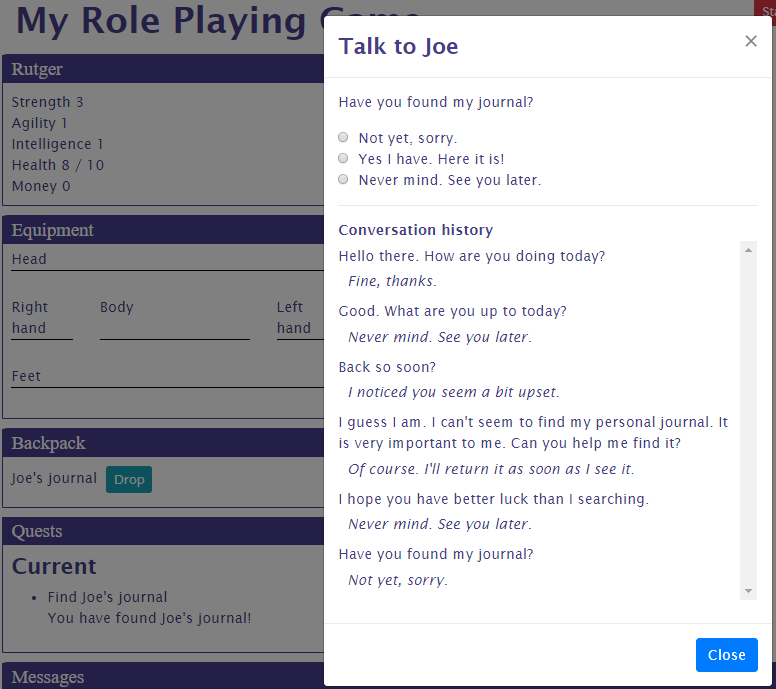 My Role Playing Game
Sta
Rutger
Strength 3
Agility 1
Intelligence 1
Health 8 / 10
Money 0
Equipment
Head
Right
hand
Body
Left
hand
Feet
Backpack
Joe's journal
Drop
Quests
Current
• Find Joe's journal
You have found Joe's journal!
Messages
Talk to Joe
×
Have you found my journal?
Not yet, sorry.
Yes I have. Here it is!
Never mind. See you later.
Conversation history
Hello there. How are you doing today?
Fine, thanks.
Good. What are you up to today?
Never mind. See you later.
Back so soon?
I noticed you seem a bit upset.
I guess I am. I can't seem to find my personal journal. It
is very important to me. Can you help me find it?
Of course. I'll return it as soon as I see it.
I hope you have better luck than I searching.
Never mind. See you later.
Have you found my journal?
Not yet, sorry.
Close